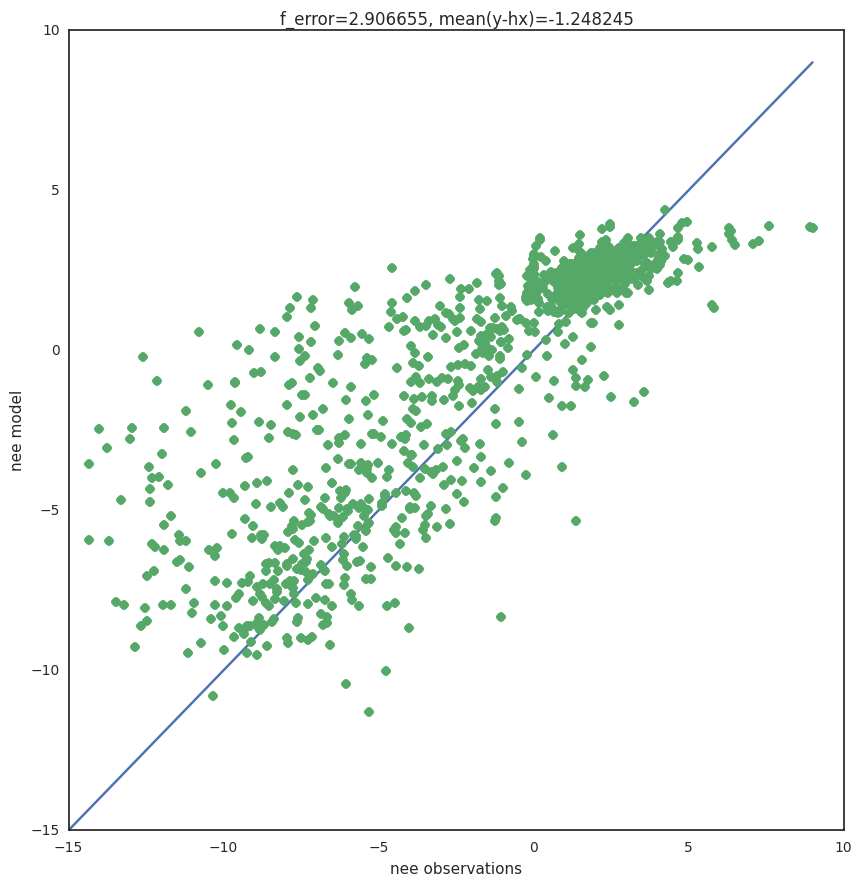 f_error=2.906655, mean(y-hx)=-1.248245
10
5
0
−5
−10
−15
nee model
−15 −10 −5 0 5 10
nee observations